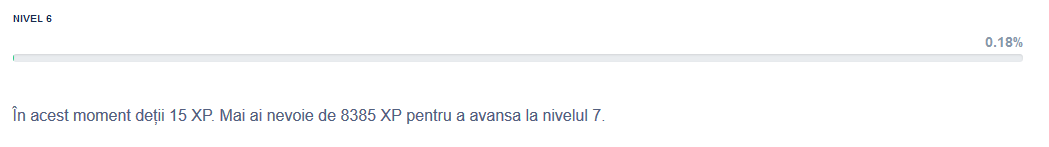 NIVEL 6
0.18%
În acest moment deții 15 XP. Mai ai nevoie de 8385 XP pentru a avansa la nivelul 7.